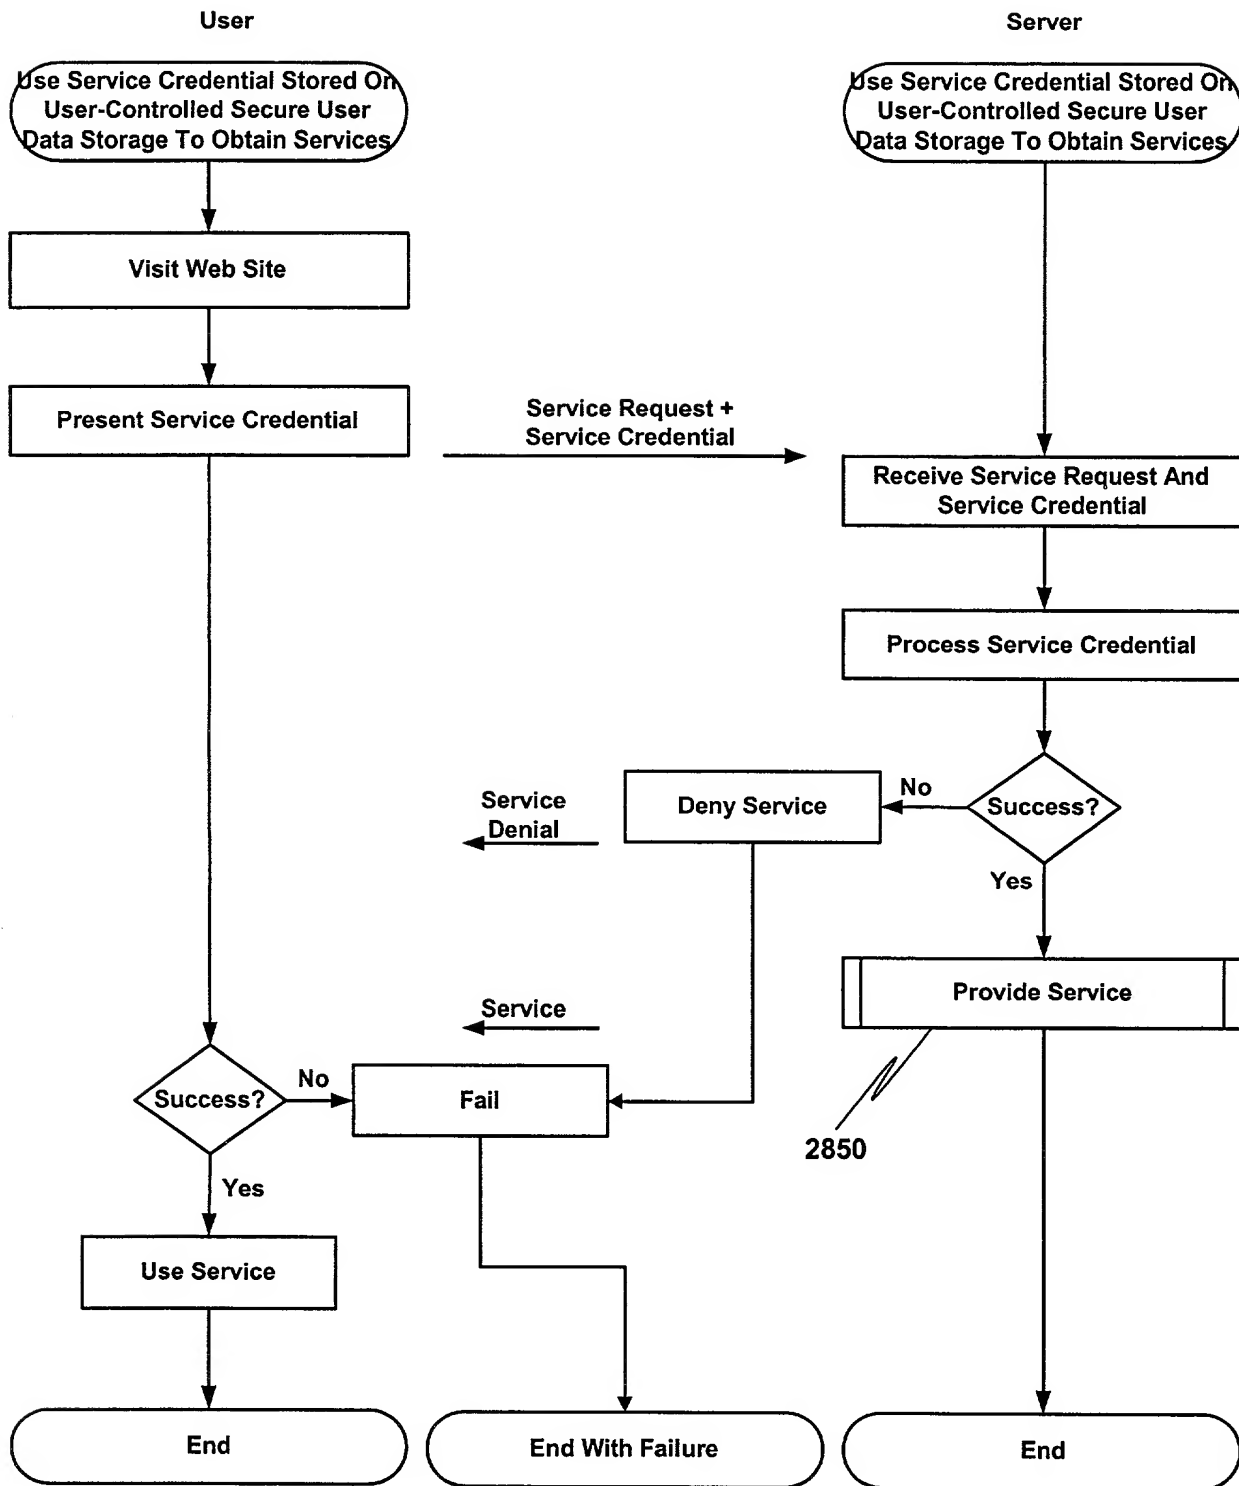 User
Server
Use Service Credential Stored On
User-Controlled Secure User
Data Storage To Obtain Services
Use Service Credential Stored On
User-Controlled Secure User
Data Storage To Obtain Services
Visit Web Site
Present Service Credential
Service Request +
Service Credential
Receive Service Request And
Service Credential
Process Service Credential
Success?
No
Deny Service
Service
Denial
Yes
Provide Service
2850
Service
Success?
No
Fail
Yes
Use Service
End
End With Failure
End